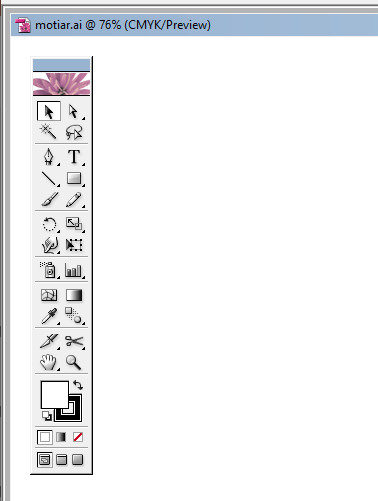 motiar.ai @ 76% (CMYK/Preview)
T